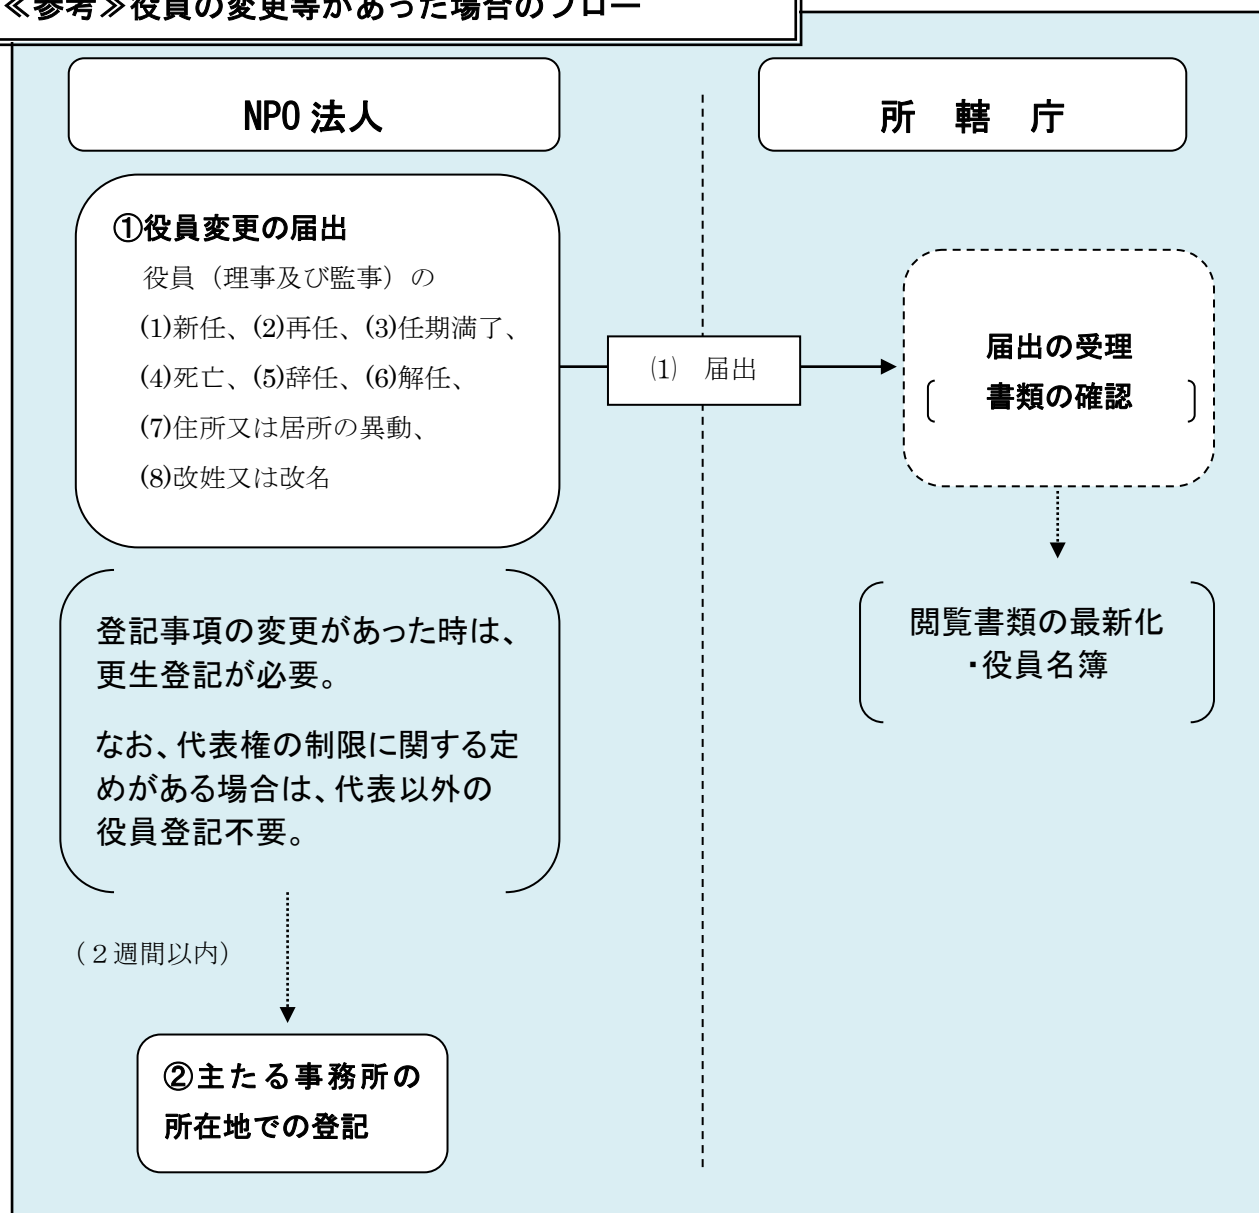 ≪参考≫役員の変更等があった場合のフロー
NPO 法人
所 轄 庁
①役員変更の届出
役員（理事及び監事）の
(1)新任、(2)再任、(3)任期満了、
(4)死亡、(5)辞任、(6)解任、
(7)住所又は居所の異動、
(8)改姓又は改名
⑴ 届出
届出の受理
書類の確認
登記事項の変更があった時は、
更生登記が必要。
なお、代表権の制限に関する定
めがある場合は、代表以外の
役員登記不要。
閲覧書類の最新化
・役員名簿
（２週間以内）
②主たる事務所の
所在地での登記